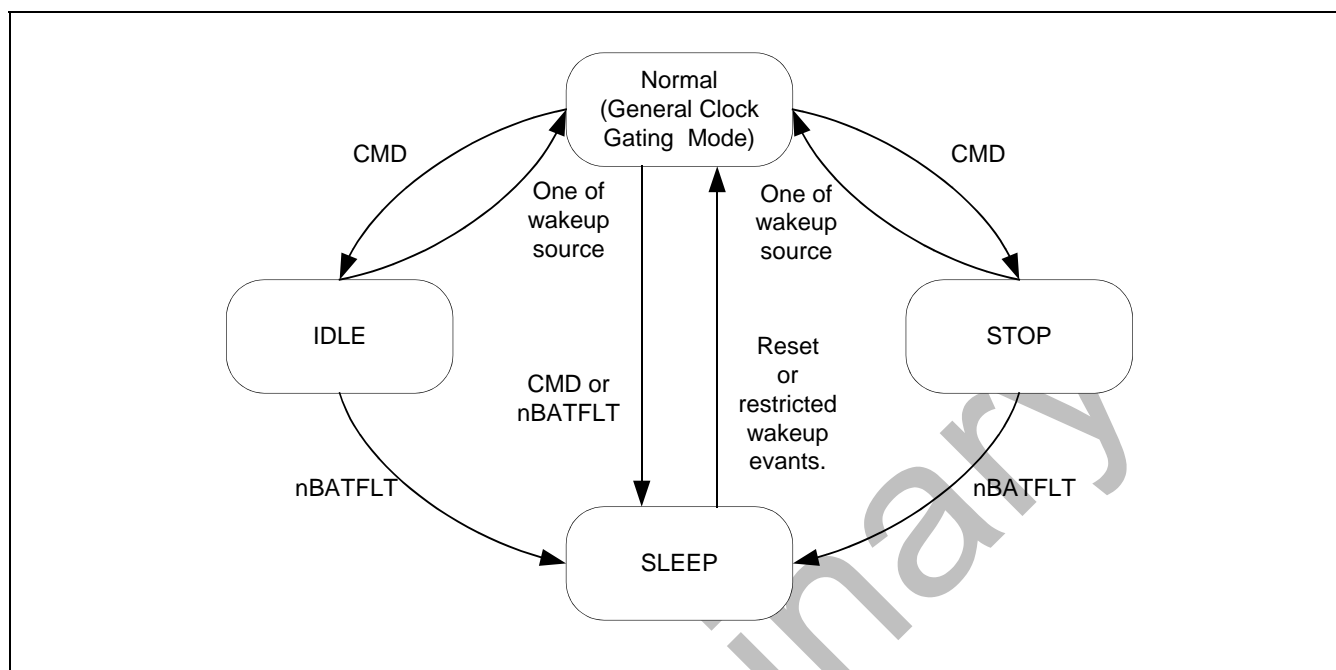 Normal
(General Clock
Gating Mode)
CMD
CMD
One of
wakeup
source
One of
wakeup
source
IDLE
STOP
CMD or
nBATFLT
Reset
or
restricted
wakeup
evants.
nBATFLT
nBATFLT
SLEEP
inary